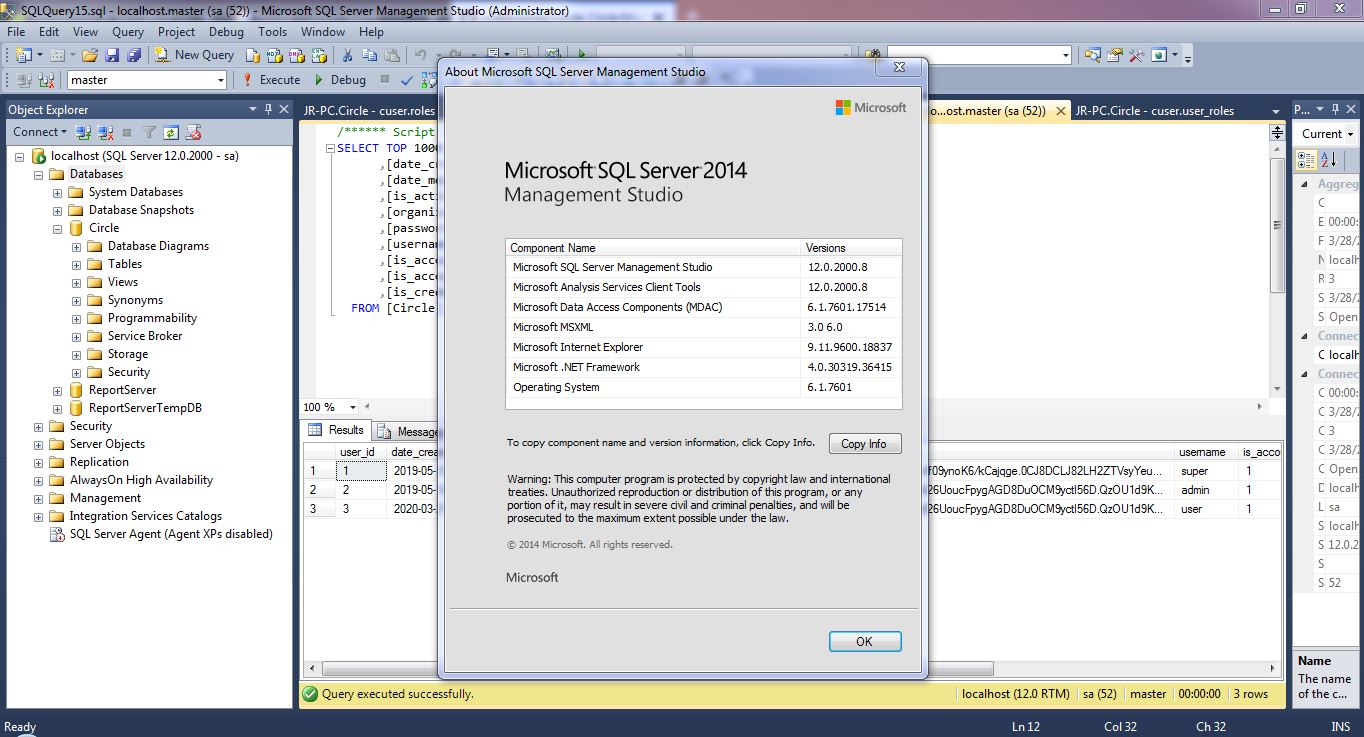 SQLQuery15.sql - localhost.master (sa (52)) - Microsoft SQL Server Management Studio (Administrator)
File Edit View Query Project Debug Tools Window Help
New Query
master Execute Debug
Object Explorer
Connect
localhost (SQL Server 12.0.2000 - sa)
Databases
System Databases
Database Snapshots
Circle
Database Diagrams
Tables
Views
Synonyms
Programmability
Service Broker
Storage
Security
ReportServer
ReportServerTempDB
Security
Server Objects
Replication
AlwaysOn High Availability
Management
Integration Services Catalogs
SQL Server Agent (Agent XPs disabled)
JR-PC.Circle - cuser.roles
o...ost.master (sa (52))
JR-PC.Circle - cuser.user_roles
/****** Script
SELECT TOP 1000
,[date_c
,[date_m
,[is_acti
,[organi
,[passwo
,[userna
,[is_acc
,[is_acc
,[is_cre
FROM [Circle]
100 %
About Microsoft SQL Server Management Studio
Microsoft
Microsoft SQL Server 2014
Management Studio
Component Name Versions
Microsoft SQL Server Management Studio 12.0.2000.8
Microsoft Analysis Services Client Tools 12.0.2000.8
Microsoft Data Access Components (MDAC) 6.1.7601.17514
Microsoft MSXML 3.0 6.0
Microsoft Internet Explorer 9.11.9600.18837
Microsoft .NET Framework 4.0.30319.36415
Operating System 6.1.7601
To copy component name and version information, click Copy Info.
Copy Info
Warning: This computer program is protected by copyright law and international
treaties. Unauthorized reproduction or distribution of this program, or any
portion of it, may result in severe civil and criminal penalties, and will be
prosecuted to the maximum extent possible under the law.
© 2014 Microsoft. All rights reserved.
Microsoft
OK
Results Message
user_id date_crea username is_acco
1 1 2019-05- f09ynoK6/kCajqge.0CJ8DCLJ82LH2ZTVsyYeu... super 1
2 2 2019-05- 26UoucFpygAGD8DuOCM9yctl56D.QzOU1d9K... admin 1
3 3 2020-03- 26UoucFpygAGD8DuOCM9yctl56D.QzOU1d9K... user 1
Query executed successfully.
localhost (12.0 RTM) sa (52) master 00:00:00 3 rows
P...
Current
Aggreg
C
E 00:00:
F 3/28/2
N localh
R 3
S 3/28/2
S Open
Connec
C localh
Connec
C 00:00:
C 3/28/2
C 3
C 3/28/2
C Open
D localh
L sa
S localh
S 12.0.2
S
S 52
Name
The name
of the c...
Ready Ln 12 Col 32 Ch 32 INS